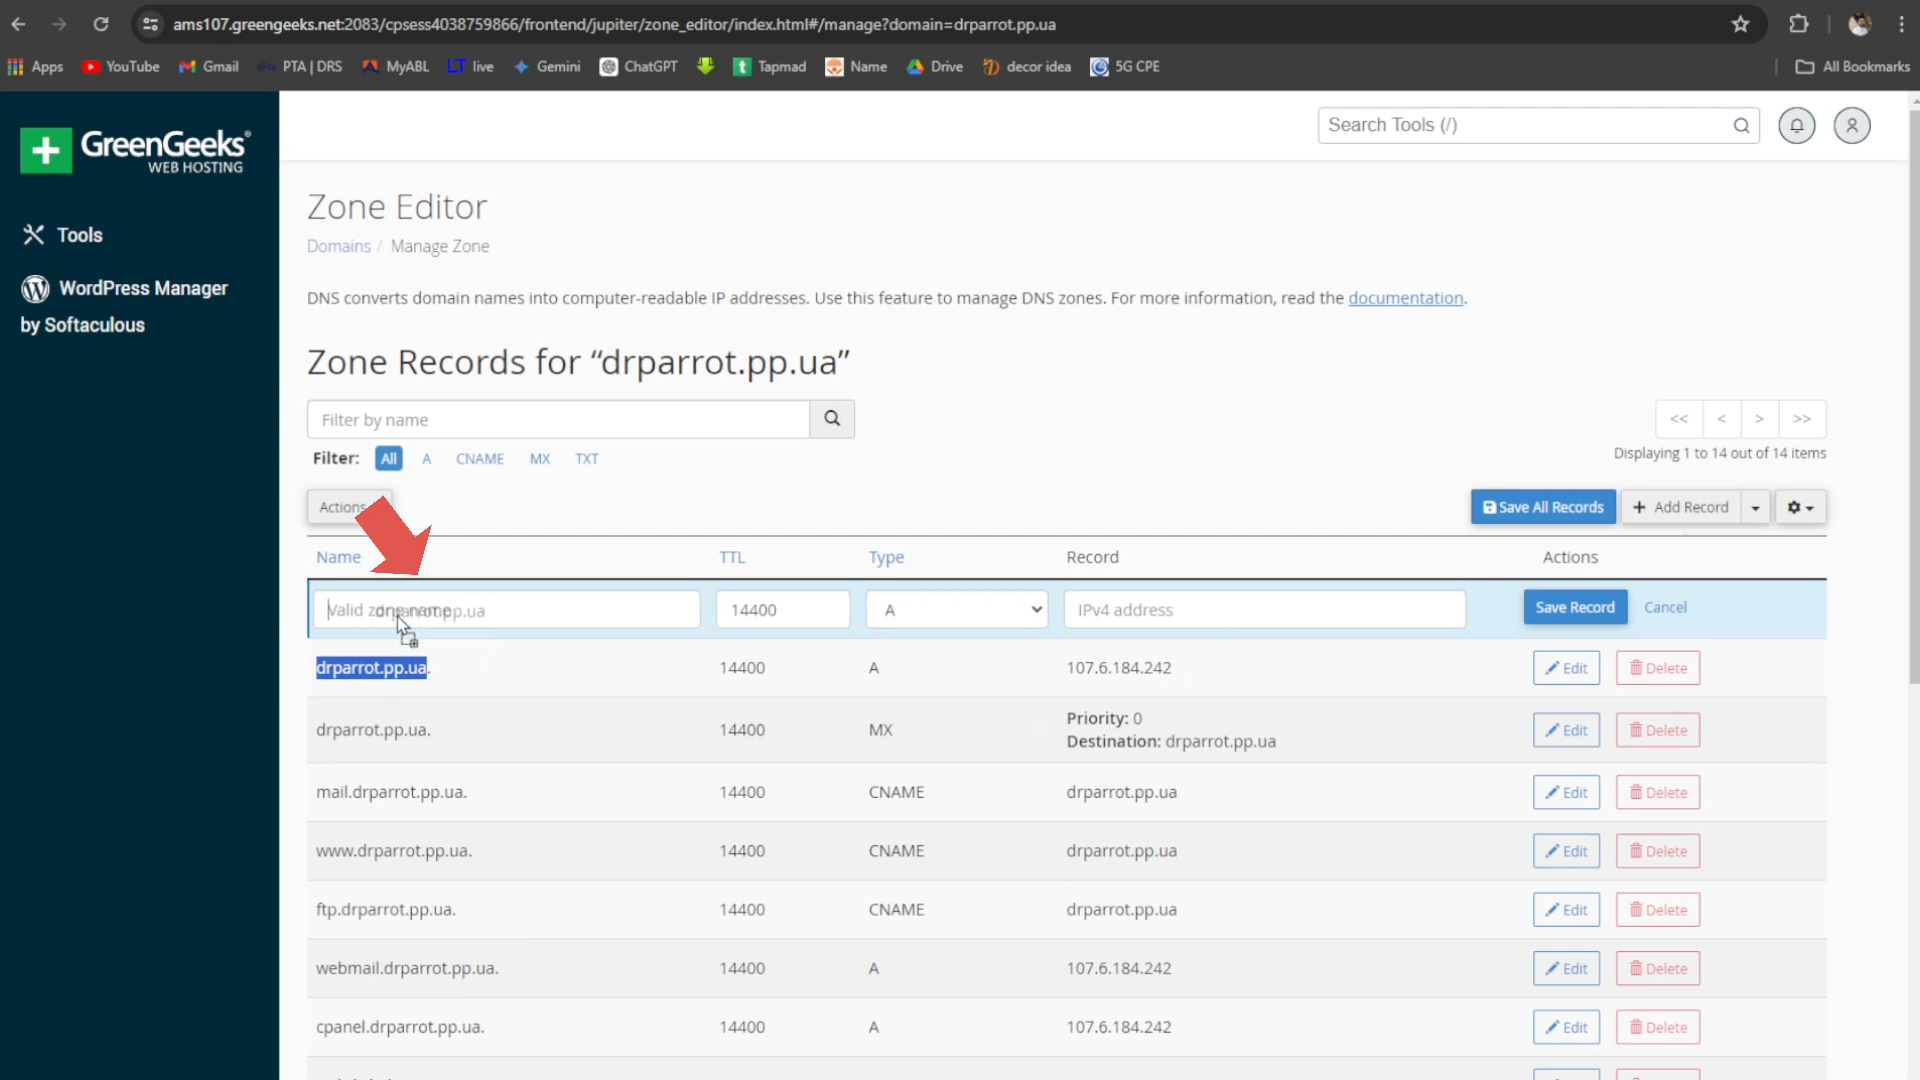 ams107.greengeeks.net:2083/cpsess4038759866/frontend/jupiter/zone_editor/index.html#/manage?domain=drparrot.pp.ua
Apps YouTube Gmail PTA | DRS MyABL LT live Gemini ChatGPT Tapmad Name Drive decor idea 5G CPE All Bookmarks
GreenGeeks®
WEB HOSTING
Search Tools (/)
Tools
WordPress Manager
by Softaculous
Zone Editor
Domains / Manage Zone
DNS converts domain names into computer-readable IP addresses. Use this feature to manage DNS zones. For more information, read the documentation.
Zone Records for “drparrot.pp.ua”
Filter by name
<< < > >>
Displaying 1 to 14 out of 14 items
Filter: All A CNAME MX TXT
Actions Save All Records + Add Record
Name TTL Type Record Actions
Valid zone name drparrot.pp.ua 14400 A IPv4 address Save Record Cancel
drparrot.pp.ua. 14400 A 107.6.184.242 Edit Delete
drparrot.pp.ua. 14400 MX Priority: 0 Edit Delete
Destination: drparrot.pp.ua
mail.drparrot.pp.ua. 14400 CNAME drparrot.pp.ua Edit Delete
www.drparrot.pp.ua. 14400 CNAME drparrot.pp.ua Edit Delete
ftp.drparrot.pp.ua. 14400 CNAME drparrot.pp.ua Edit Delete
webmail.drparrot.pp.ua. 14400 A 107.6.184.242 Edit Delete
cpanel.drparrot.pp.ua. 14400 A 107.6.184.242 Edit Delete